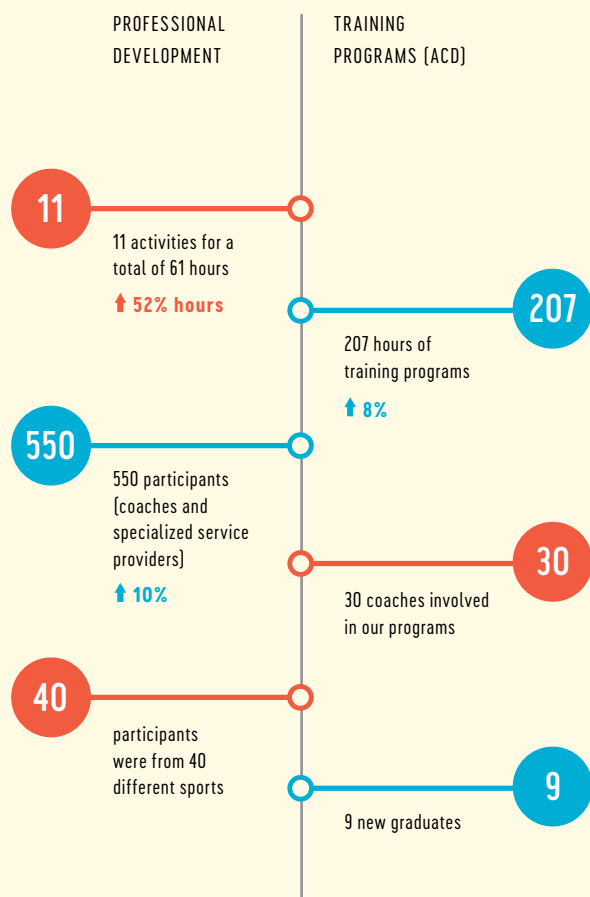 PROFESSIONAL
DEVELOPMENT
TRAINING
PROGRAMS (ACD)
11
11 activities for a
total of 61 hours
52% hours
207
207 hours of
training programs
8%
550
550 participants
(coaches and
specialized service
providers)
10%
30
30 coaches involved
in our programs
40
participants
were from 40
different sports
9
9 new graduates